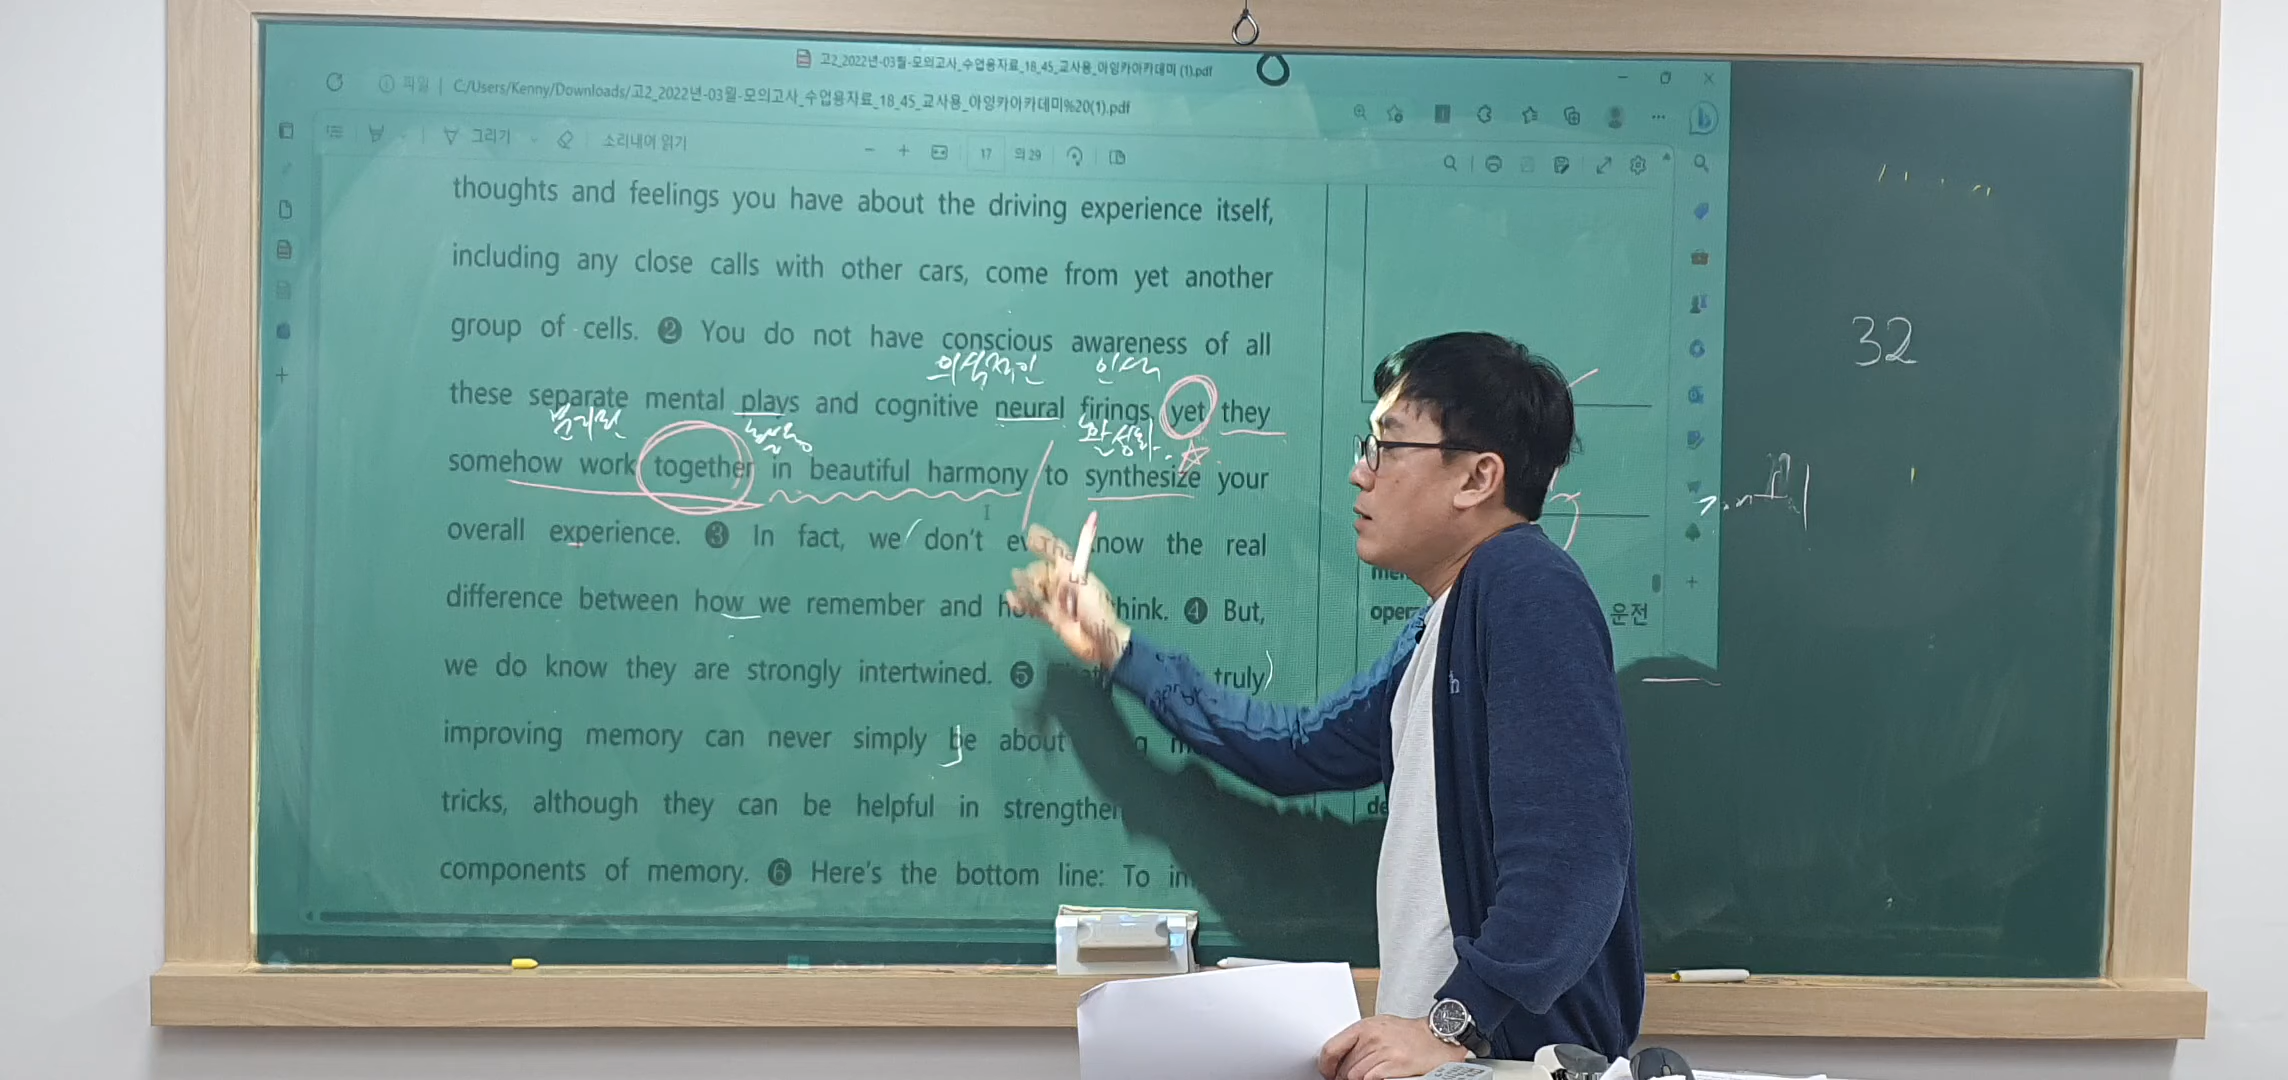 고2_2022년-03월-모의고사_수업용자료_18_45_교사용_아잉카아카데미 (1).pdf
파일 C:/Users/Kenny/Downloads/고2_2022년-03월-모의고사_수업용자료_18_45_교사용_아잉카아카데미%20(1).pdf
그리기 소리내어 읽기 17 의 29
thoughts and feelings you have about the driving experience itself,
including any close calls with other cars, come from yet another
group of cells. ❷ You do not have conscious awareness of all
의식적인 인식
these separate mental plays and cognitive neural firings, yet they
분리된 활성화
somehow work together in beautiful harmony to synthesize your
overall experience. ❸ In fact, we don't know the real
difference between how we remember and think. ❹ But,
we do know they are strongly intertwined. ❺ truly
improving memory can never simply be about
tricks, although they can be helpful in
components of memory. ❻ Here's the bottom line: To
32
운전